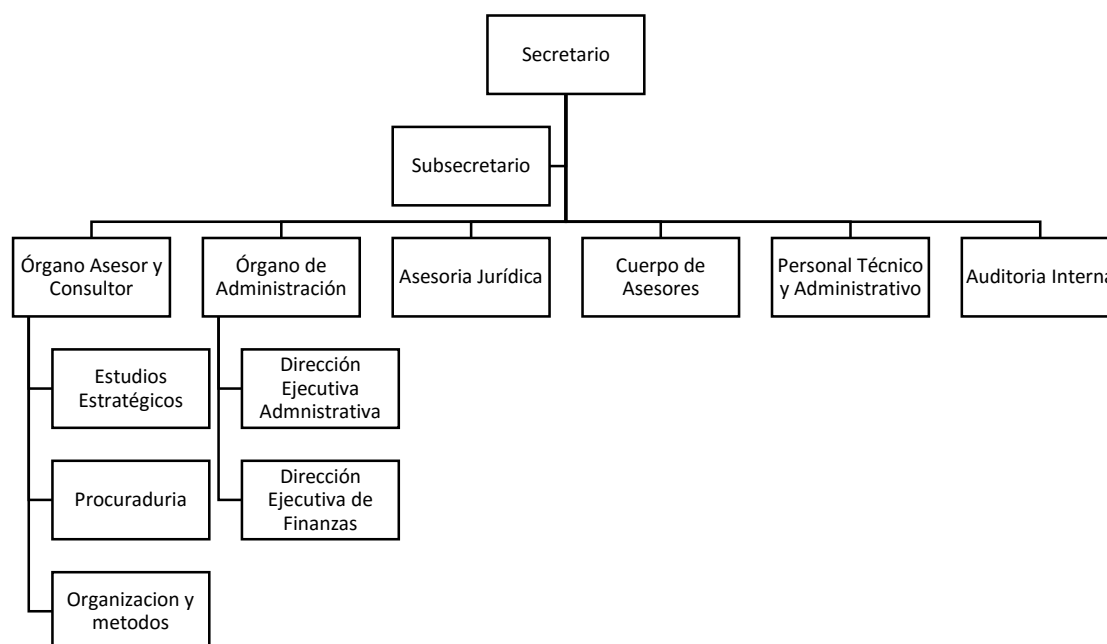 Secretario
Subsecretario
Órgano Asesor y
Consultor
Órgano de
Administración
Asesoria Jurídica
Cuerpo de
Asesores
Personal Técnico
y Administrativo
Auditoria Interna
Estudios
Estratégicos
Procuraduria
Organizacion y
metodos
Dirección
Ejecutiva
Admnistrativa
Dirección
Ejecutiva de
Finanzas